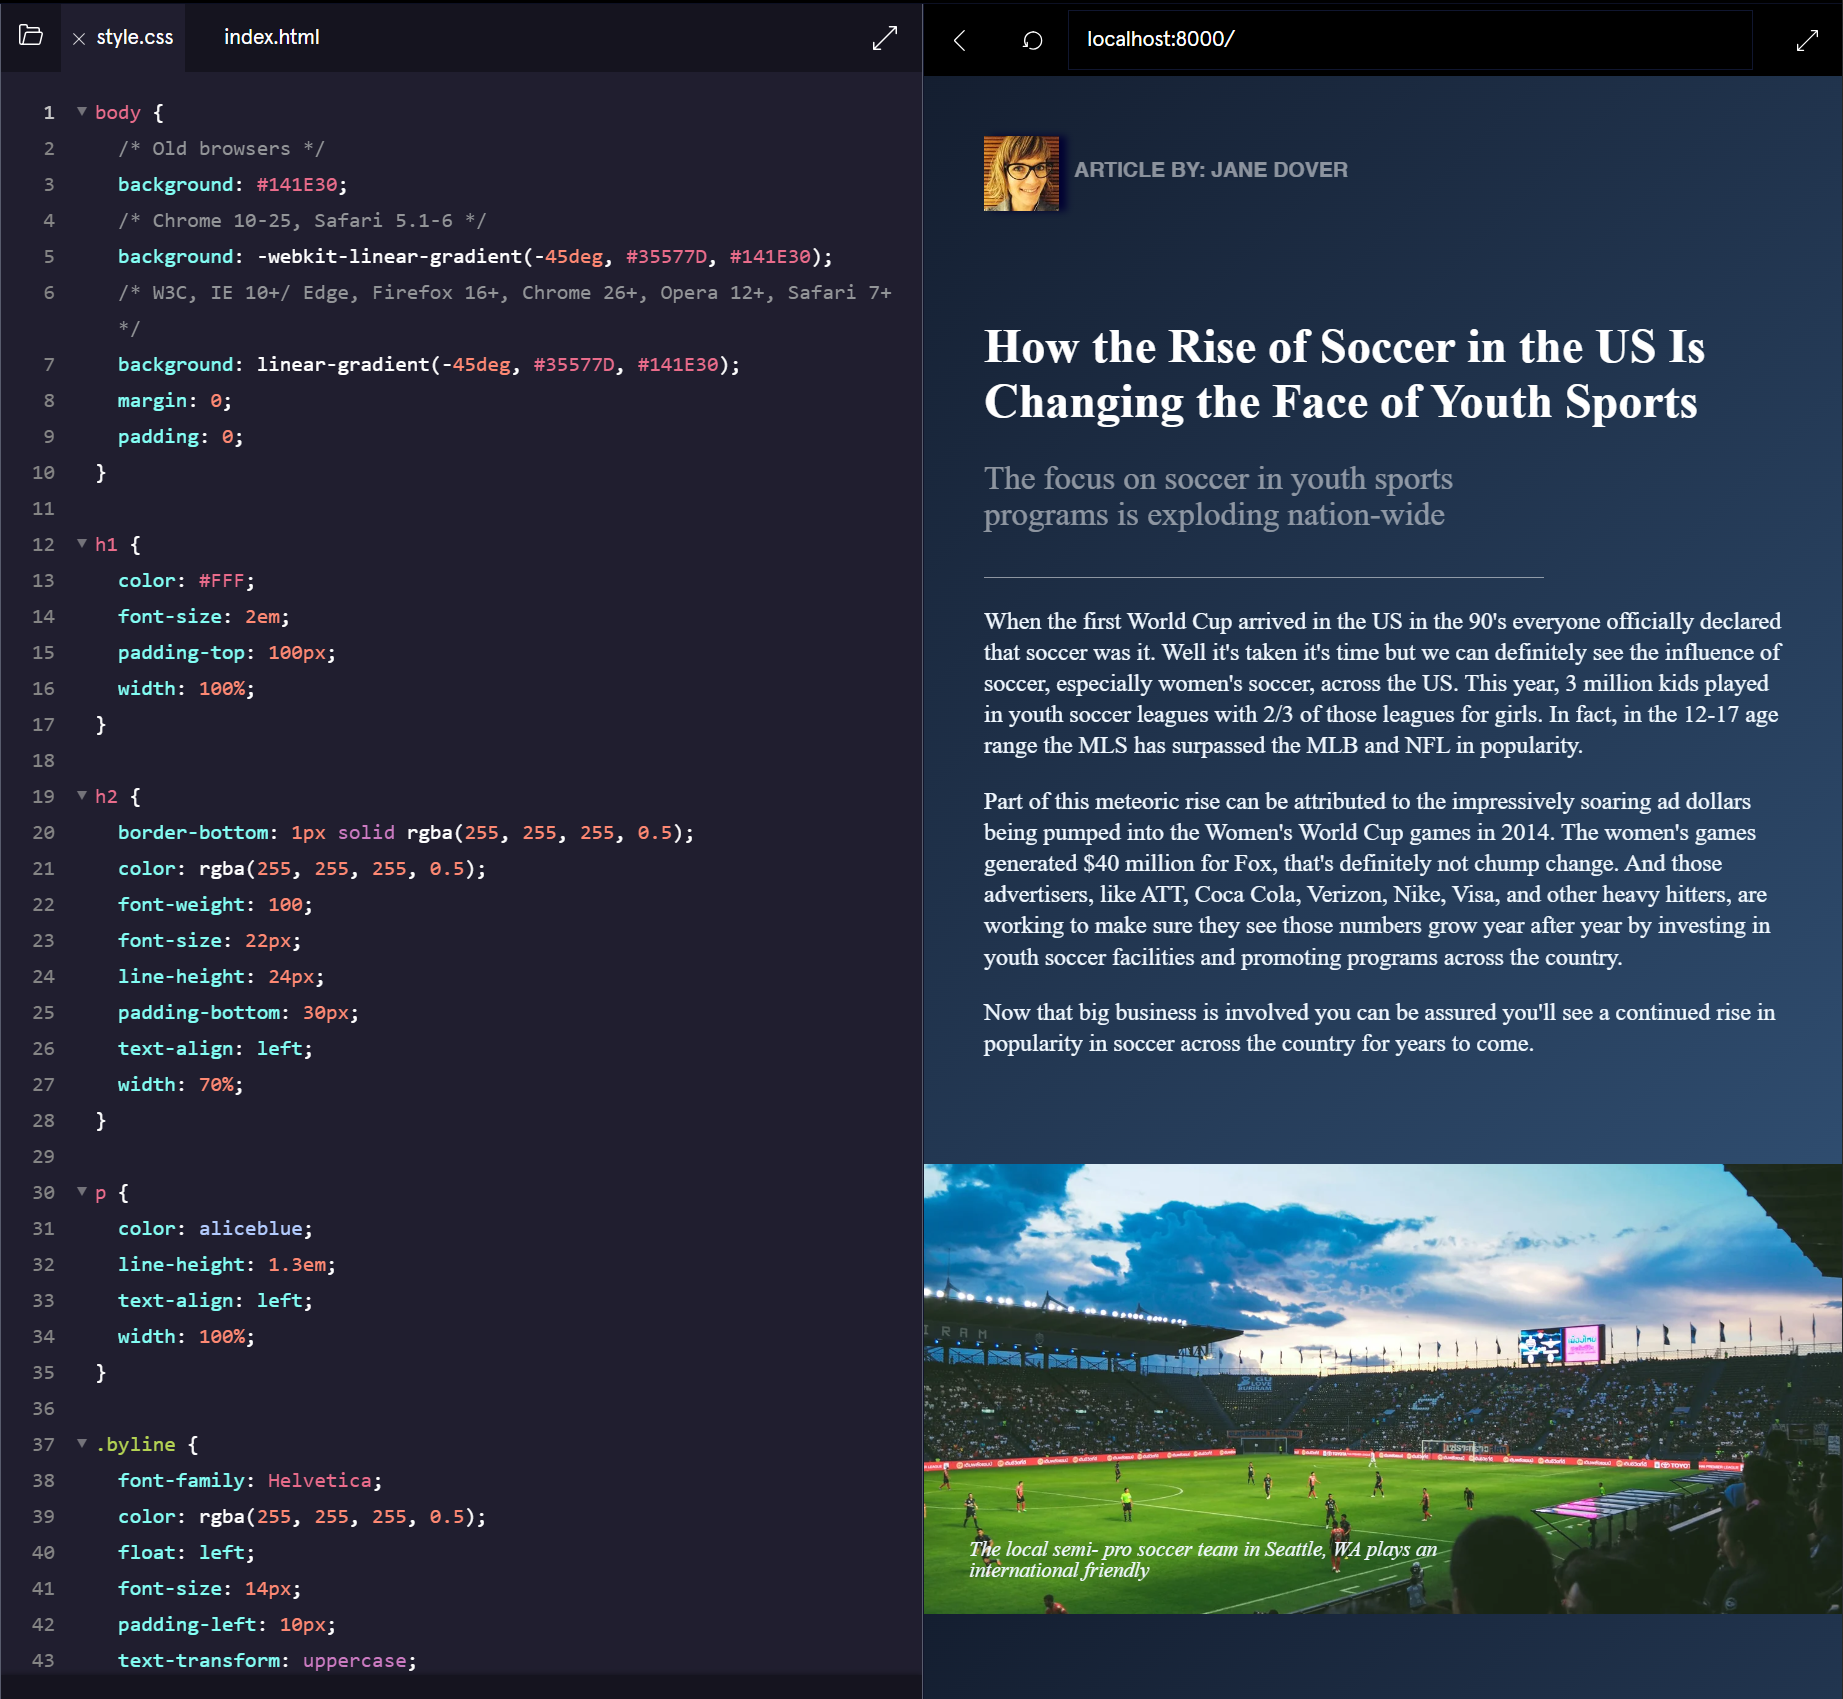 style.css
index.html
localhost:8000/
1 body {
2 /* Old browsers */
3 background: #141E30;
4 /* Chrome 10-25, Safari 5.1-6 */
5 background: -webkit-linear-gradient(-45deg, #35577D, #141E30);
6 /* W3C, IE 10+/ Edge, Firefox 16+, Chrome 26+, Opera 12+, Safari 7+
*/
7 background: linear-gradient(-45deg, #35577D, #141E30);
8 margin: 0;
9 padding: 0;
10 }
11
12 h1 {
13 color: #FFF;
14 font-size: 2em;
15 padding-top: 100px;
16 width: 100%;
17 }
18
19 h2 {
20 border-bottom: 1px solid rgba(255, 255, 255, 0.5);
21 color: rgba(255, 255, 255, 0.5);
22 font-weight: 100;
23 font-size: 22px;
24 line-height: 24px;
25 padding-bottom: 30px;
26 text-align: left;
27 width: 70%;
28 }
29
30 p {
31 color: aliceblue;
32 line-height: 1.3em;
33 text-align: left;
34 width: 100%;
35 }
36
37 .byline {
38 font-family: Helvetica;
39 color: rgba(255, 255, 255, 0.5);
40 float: left;
41 font-size: 14px;
42 padding-left: 10px;
43 text-transform: uppercase;
ARTICLE BY: JANE DOVER
How the Rise of Soccer in the US Is
Changing the Face of Youth Sports
The focus on soccer in youth sports
programs is exploding nation-wide
When the first World Cup arrived in the US in the 90's everyone officially declared
that soccer was it. Well it's taken it's time but we can definitely see the influence of
soccer, especially women's soccer, across the US. This year, 3 million kids played
in youth soccer leagues with 2/3 of those leagues for girls. In fact, in the 12-17 age
range the MLS has surpassed the MLB and NFL in popularity.
Part of this meteoric rise can be attributed to the impressively soaring ad dollars
being pumped into the Women's World Cup games in 2014. The women's games
generated $40 million for Fox, that's definitely not chump change. And those
advertisers, like ATT, Coca Cola, Verizon, Nike, Visa, and other heavy hitters, are
working to make sure they see those numbers grow year after year by investing in
youth soccer facilities and promoting programs across the country.
Now that big business is involved you can be assured you'll see a continued rise in
popularity in soccer across the country for years to come.
IRAM
GU
LOVE
BURIRAM
TOYOT
The local semi- pro soccer team in Seattle, WA plays an
international friendly